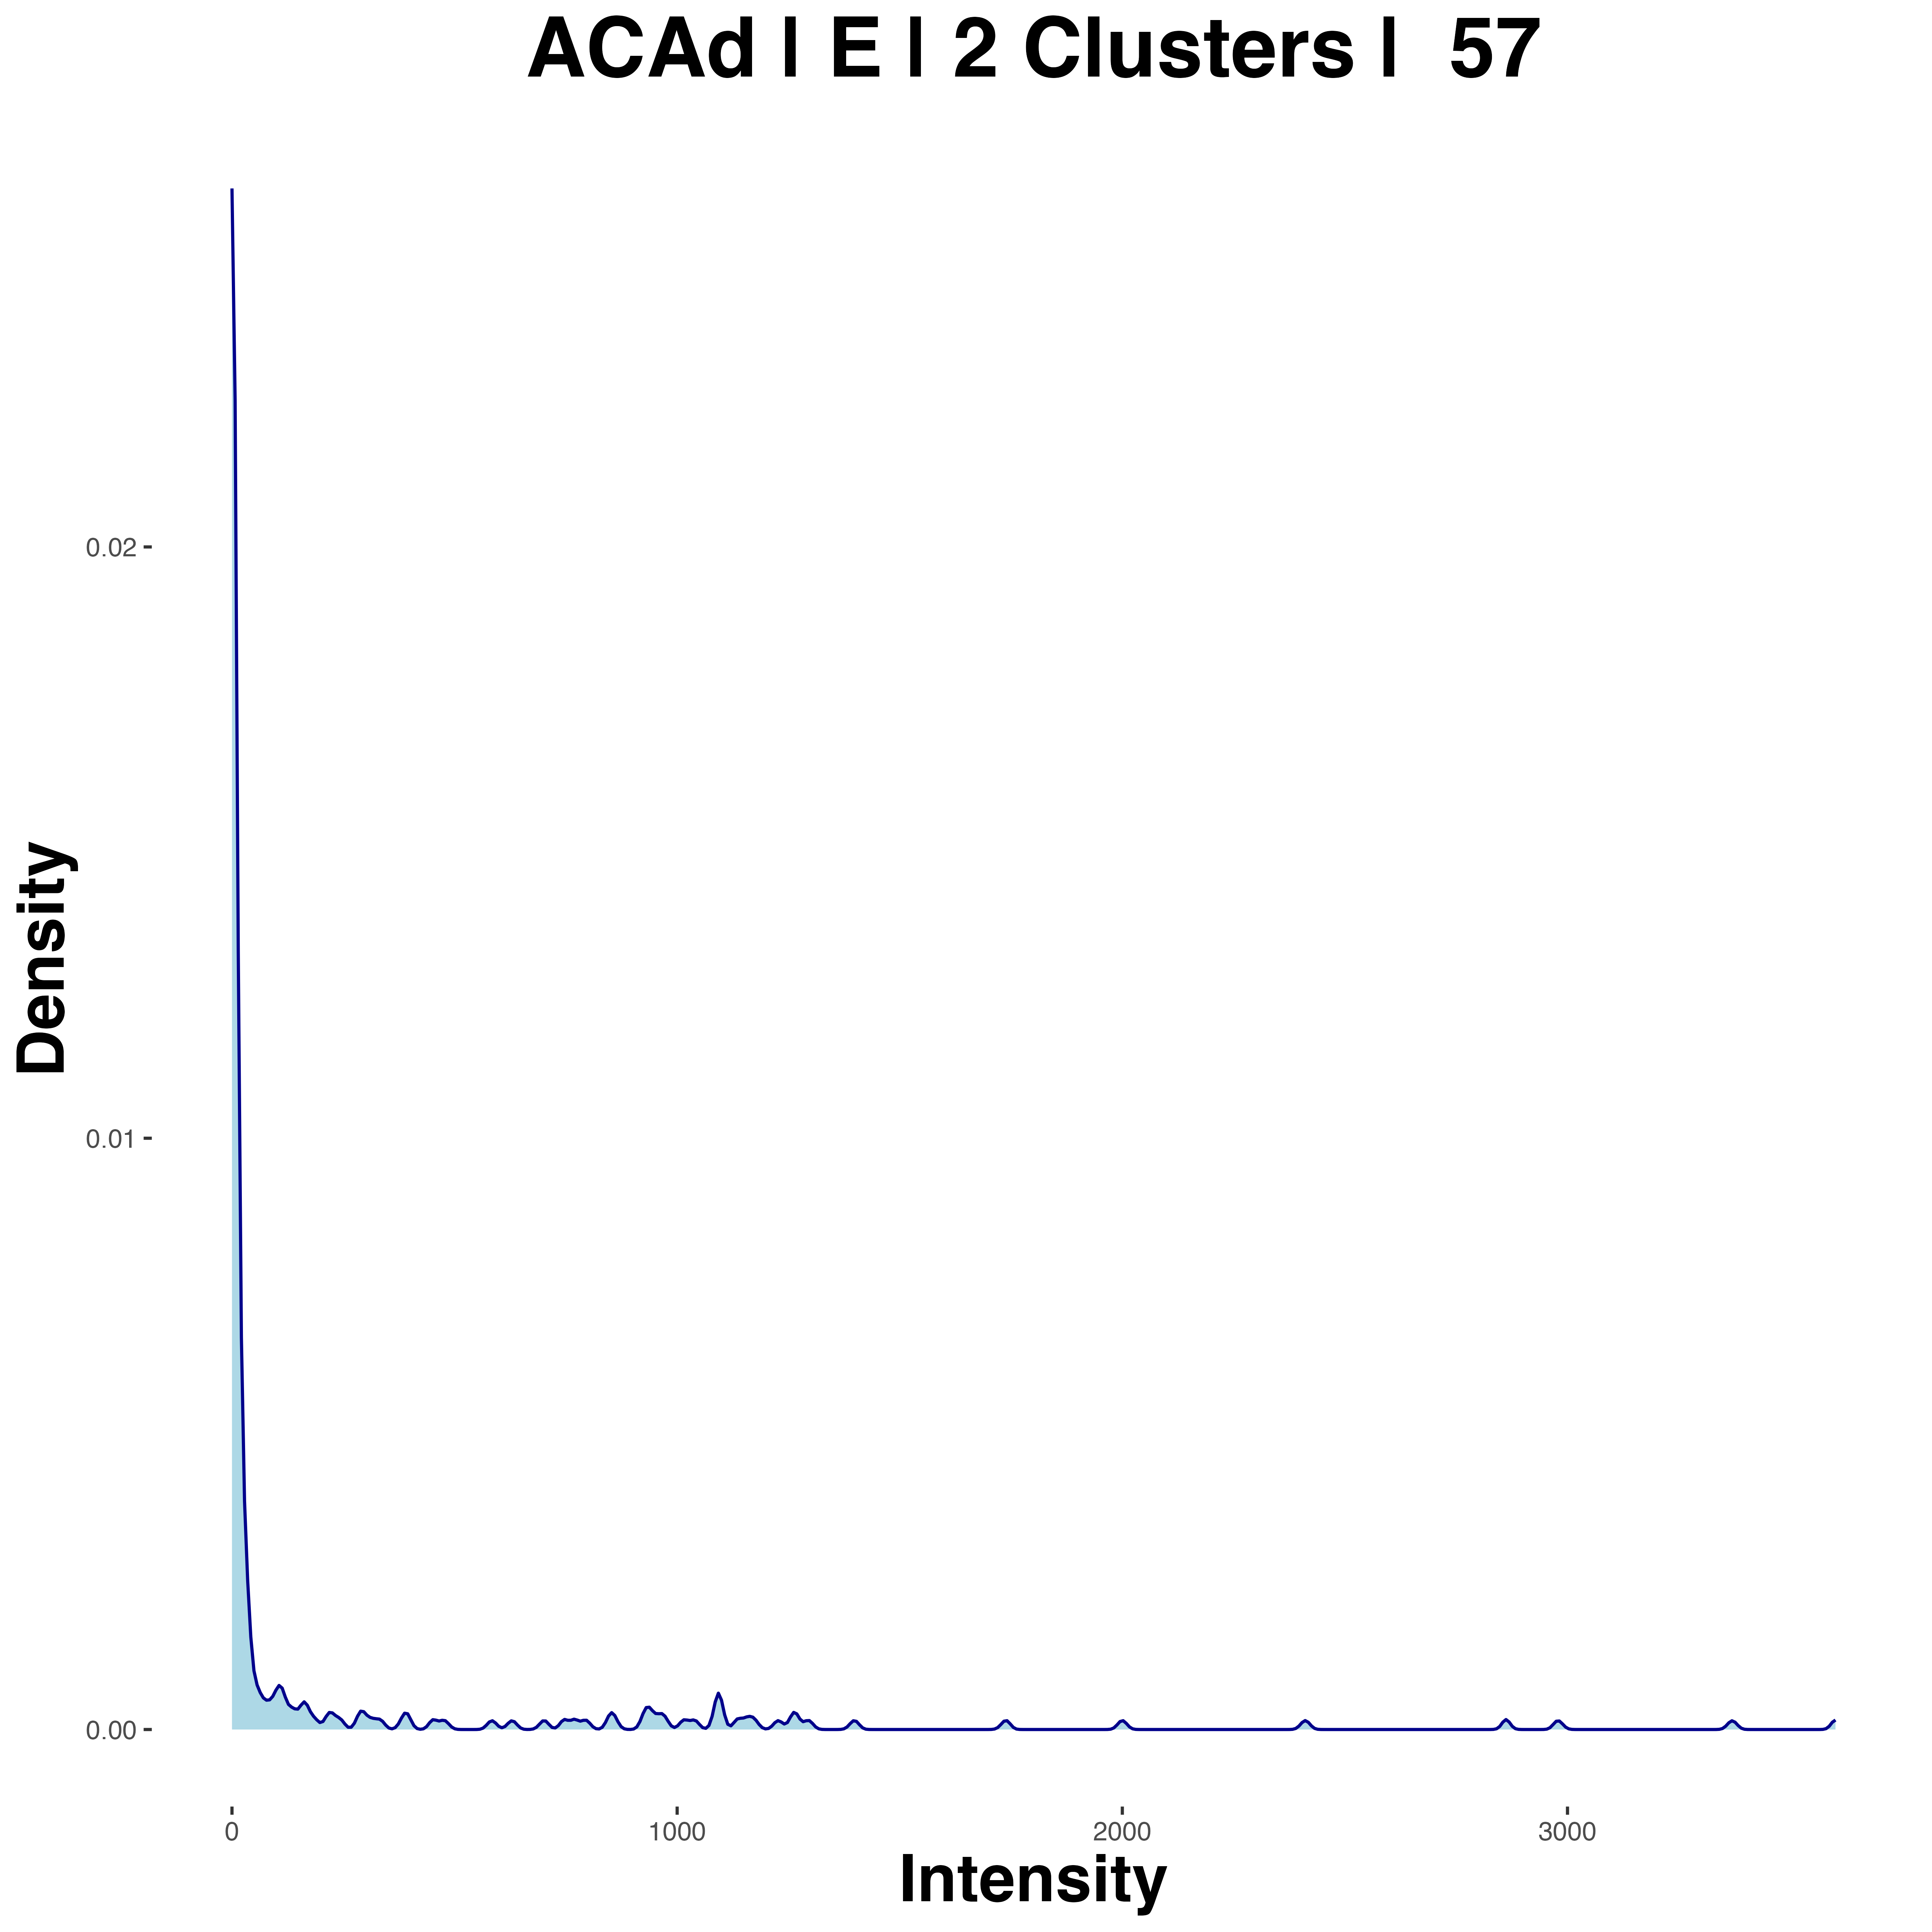 ACAd | E | 2 Clusters |  57
Density
0.02
0.01
0.00
0 1000 2000 3000
Intensity